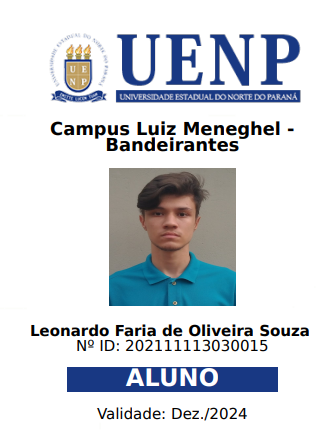 UENP
UNIVERSIDADE ESTADUAL DO NORTE DO PARANÁ
Campus Luiz Meneghel -
Bandeirantes
Leonardo Faria de Oliveira Souza
Nº ID: 202111113030015
ALUNO
Validade: Dez./2024